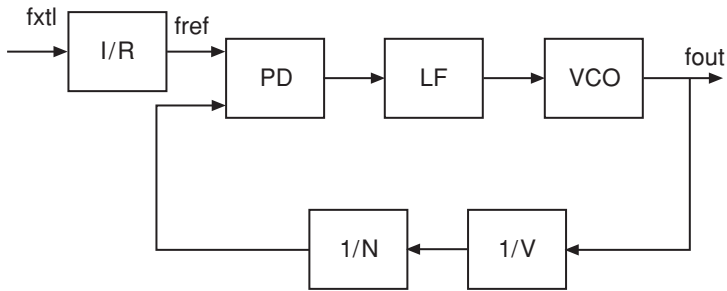 fxtl
I/R
fref
PD
LF
VCO
fout
1/N
1/V